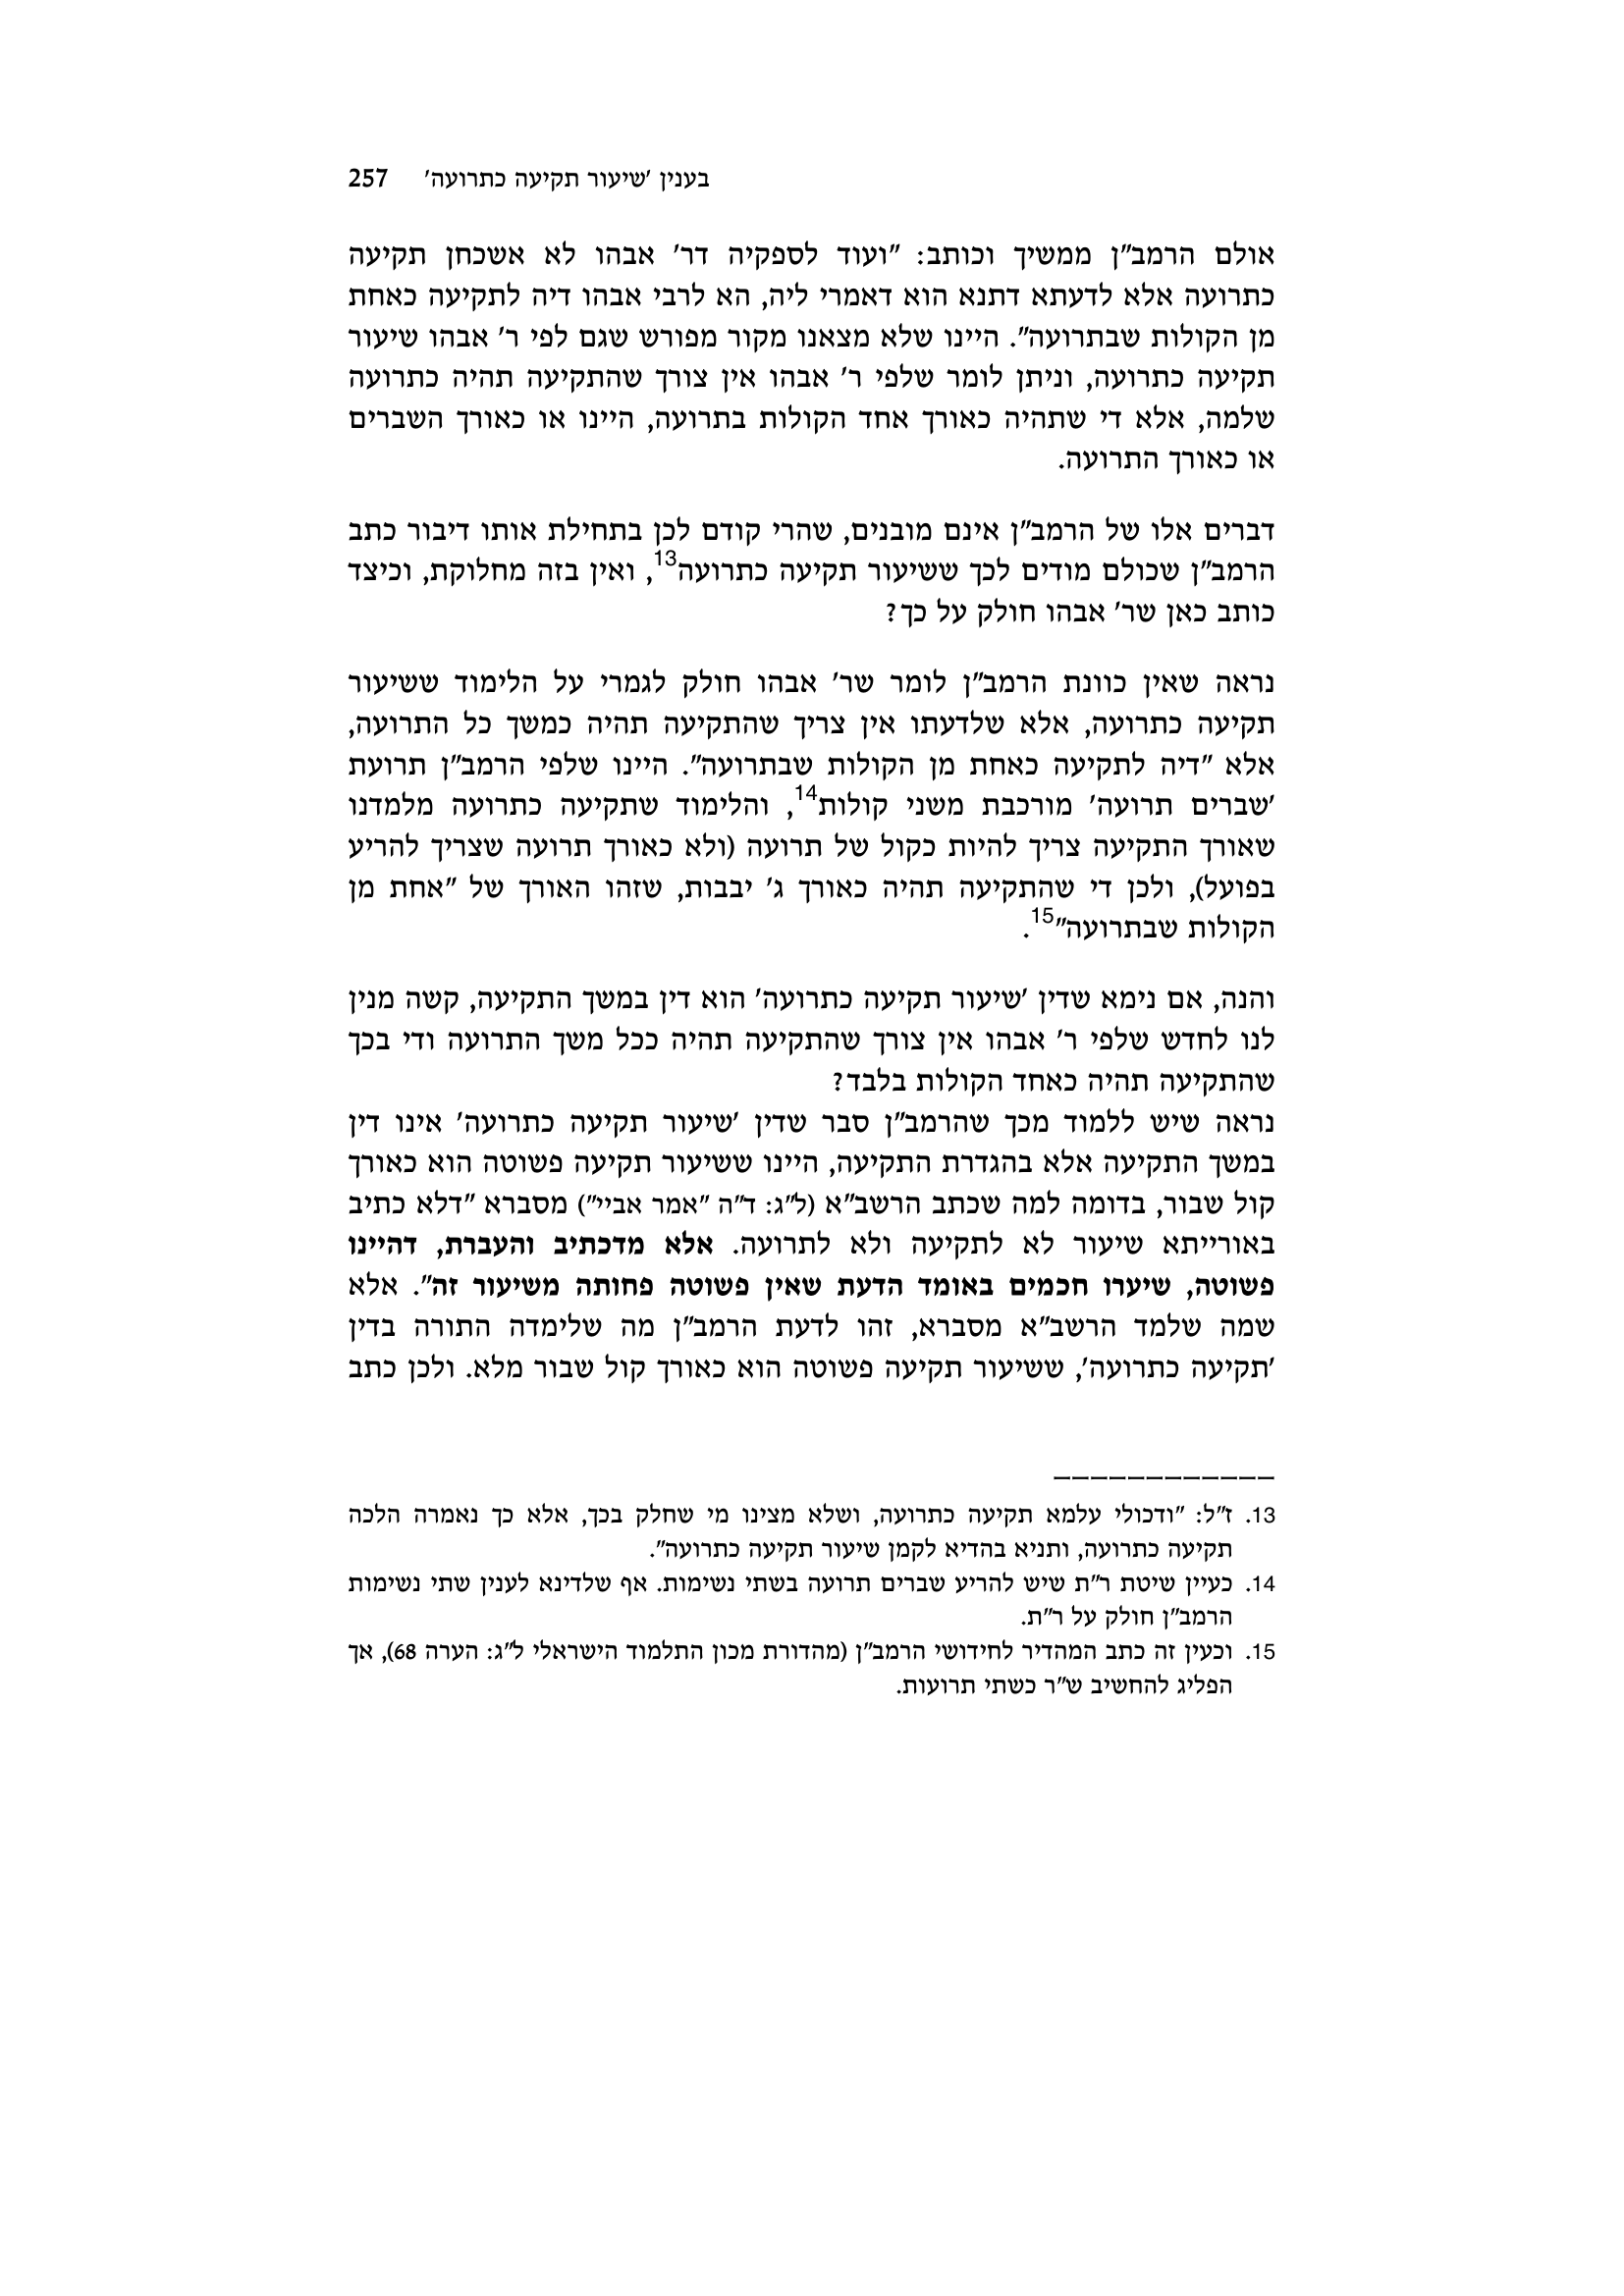 בענין 'שיעור תקיעה כתרועה' 257
אולם הרמב"ן ממשיך וכותב: "ועוד לספקיה דר' אבהו לא אשכחן תקיעה
כתרועה אלא לדעתא דתנא הוא דאמרי ליה, הא לרבי אבהו דיה לתקיעה כאחת
מן הקולות שבתרועה". היינו שלא מצאנו מקור מפורש שגם לפי ר' אבהו שיעור
תקיעה כתרועה, וניתן לומר שלפי ר' אבהו אין צורך שהתקיעה תהיה כתרועה
שלמה, אלא די שתהיה כאורך אחד הקולות בתרועה, היינו או כאורך השברים
או כאורך התרועה.
דברים אלו של הרמב"ן אינם מובנים, שהרי קודם לכן בתחילת אותו דיבור כתב
הרמב"ן שכולם מודים לכך ששיעור תקיעה כתרועה13, ואין בזה מחלוקת, וכיצד
כותב כאן שר' אבהו חולק על כך?
נראה שאין כוונת הרמב"ן לומר שר' אבהו חולק לגמרי על הלימוד ששיעור
תקיעה כתרועה, אלא שלדעתו אין צריך שהתקיעה תהיה כמשך כל התרועה,
אלא "דיה לתקיעה כאחת מן הקולות שבתרועה". היינו שלפי הרמב"ן תרועת
'שברים תרועה' מורכבת משני קולות14, והלימוד שתקיעה כתרועה מלמדנו
שאורך התקיעה צריך להיות כקול של תרועה (ולא כאורך תרועה שצריך להריע
בפועל), ולכן די שהתקיעה תהיה כאורך ג' יבבות, שזהו האורך של "אחת מן
הקולות שבתרועה"15.
והנה, אם נימא שדין 'שיעור תקיעה כתרועה' הוא דין במשך התקיעה, קשה מנין
לנו לחדש שלפי ר' אבהו אין צורך שהתקיעה תהיה ככל משך התרועה ודי בכך
שהתקיעה תהיה כאחד הקולות בלבד?
נראה שיש ללמוד מכך שהרמב"ן סבר שדין 'שיעור תקיעה כתרועה' אינו דין
במשך התקיעה אלא בהגדרת התקיעה, היינו ששיעור תקיעה פשוטה הוא כאורך
קול שבור, בדומה למה שכתב הרשב"א (ל"ג: ד"ה "אמר אביי") מסברא "דלא כתיב
באורייתא שיעור לא לתקיעה ולא לתרועה. אלא מדכתיב והעברת, דהיינו
פשוטה, שיערו חכמים באומד הדעת שאין פשוטה פחותה משיעור זה". אלא
שמה שלמד הרשב"א מסברא, זהו לדעת הרמב"ן מה שלימדה התורה בדין
'תקיעה כתרועה', ששיעור תקיעה פשוטה הוא כאורך קול שבור מלא. ולכן כתב
____________
13. ז"ל: "ודכולי עלמא תקיעה כתרועה, ושלא מצינו מי שחלק בכך, אלא כך נאמרה הלכה
תקיעה כתרועה, ותניא בהדיא לקמן שיעור תקיעה כתרועה".
14. כעיין שיטת ר"ת שיש להריע שברים תרועה בשתי נשימות. אף שלדינא לענין שתי נשימות
הרמב"ן חולק על ר"ת.
15. וכעין זה כתב המהדיר לחידושי הרמב"ן (מהדורת מכון התלמוד הישראלי ל"ג: הערה 68), אך
הפליג להחשיב ש"ר כשתי תרועות.